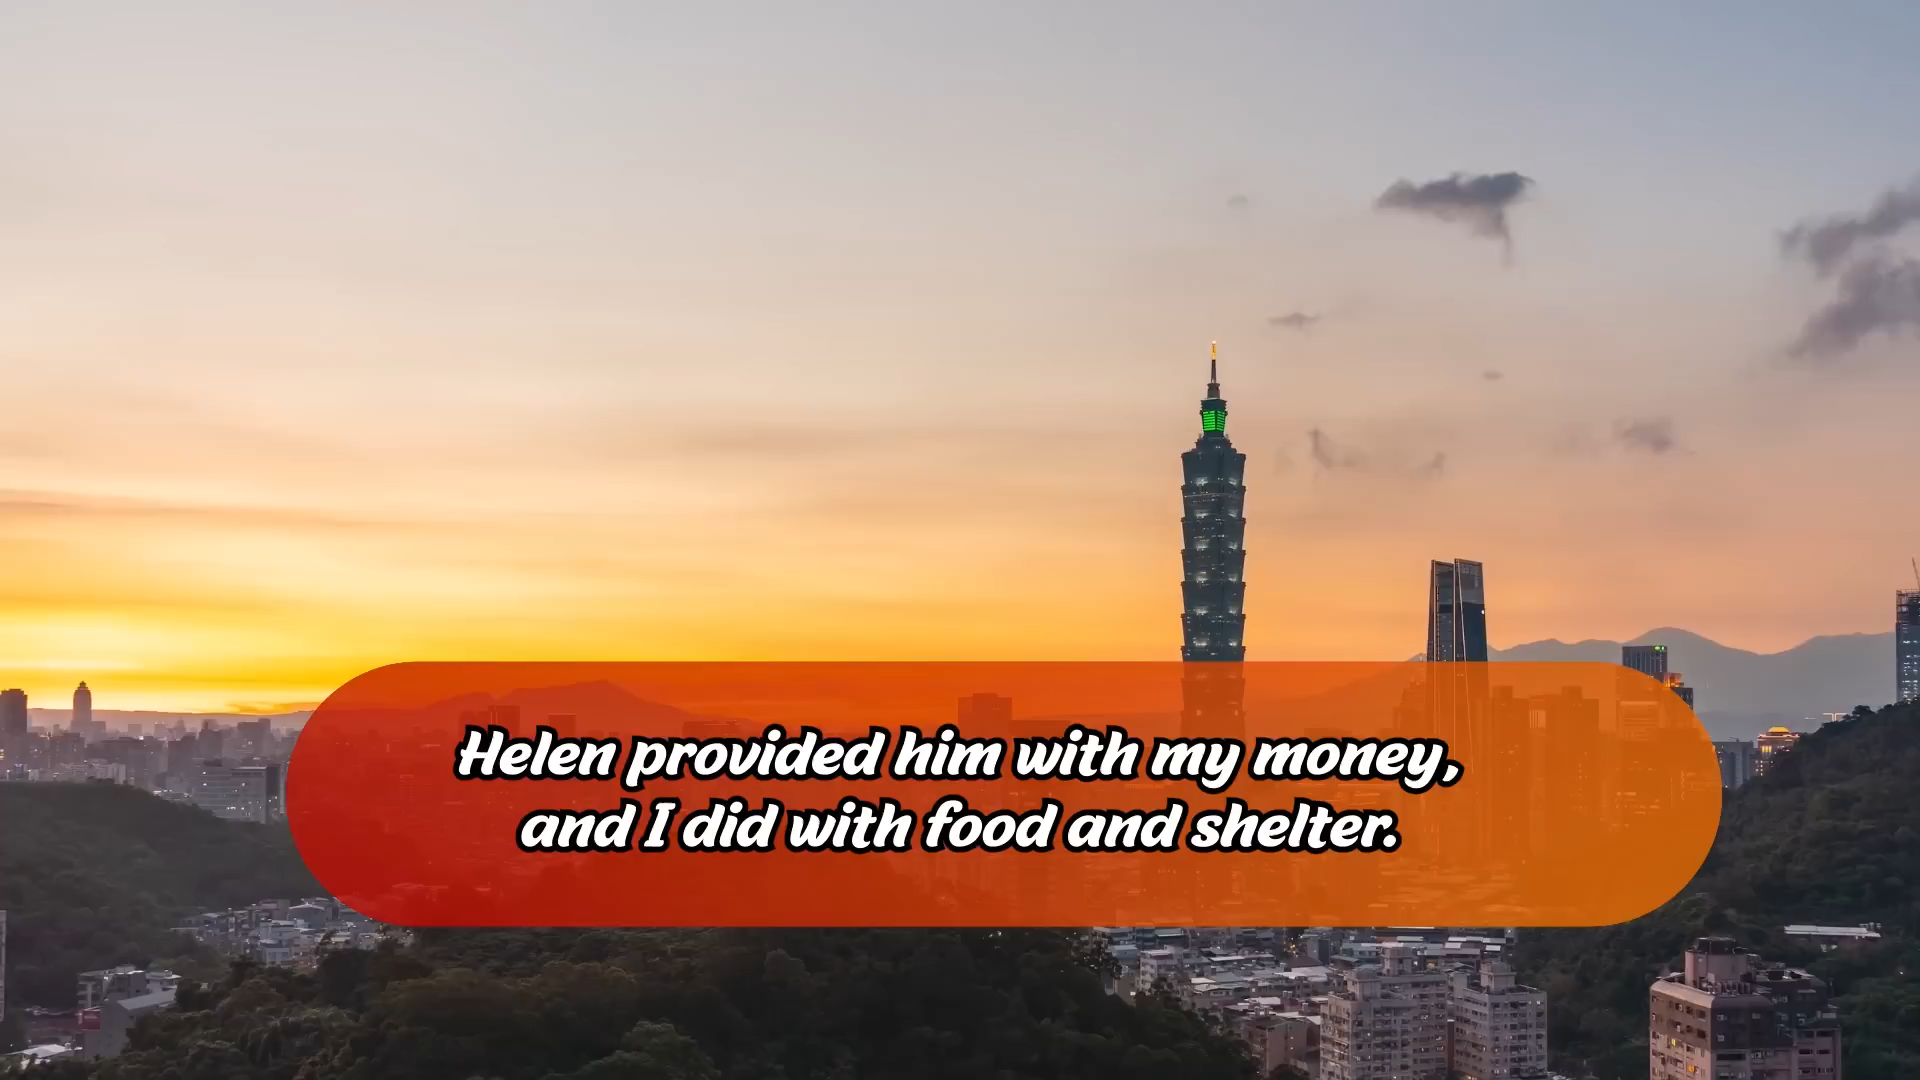 Helen provided him with my money,
and I did with food and shelter.